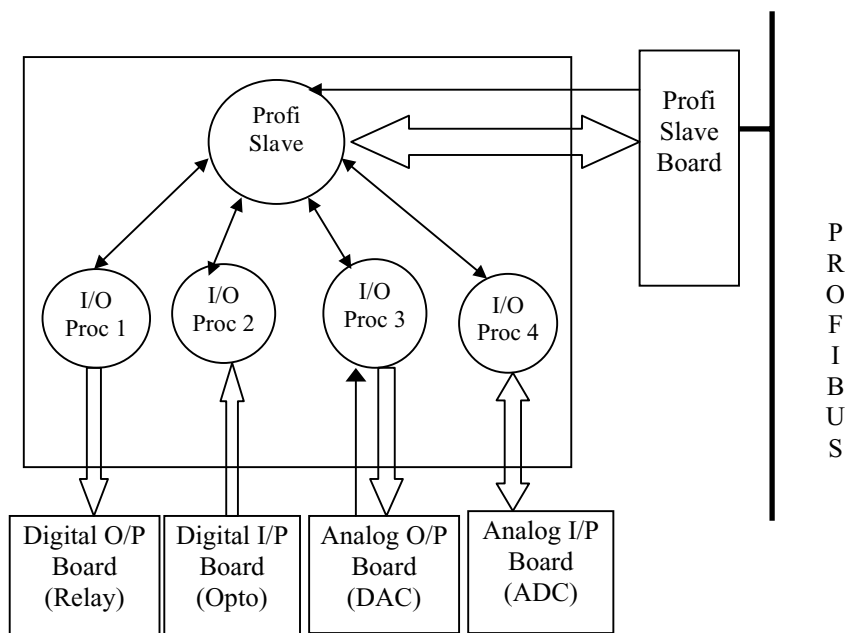 Profi
Slave
Profi
Slave
Board
I/O
Proc 1
I/O
Proc 2
I/O
Proc 3
I/O
Proc 4
P
R
O
F
I
B
U
S
Digital O/P
Board
(Relay)
Digital I/P
Board
(Opto)
Analog O/P
Board
(DAC)
Analog I/P
Board
(ADC)